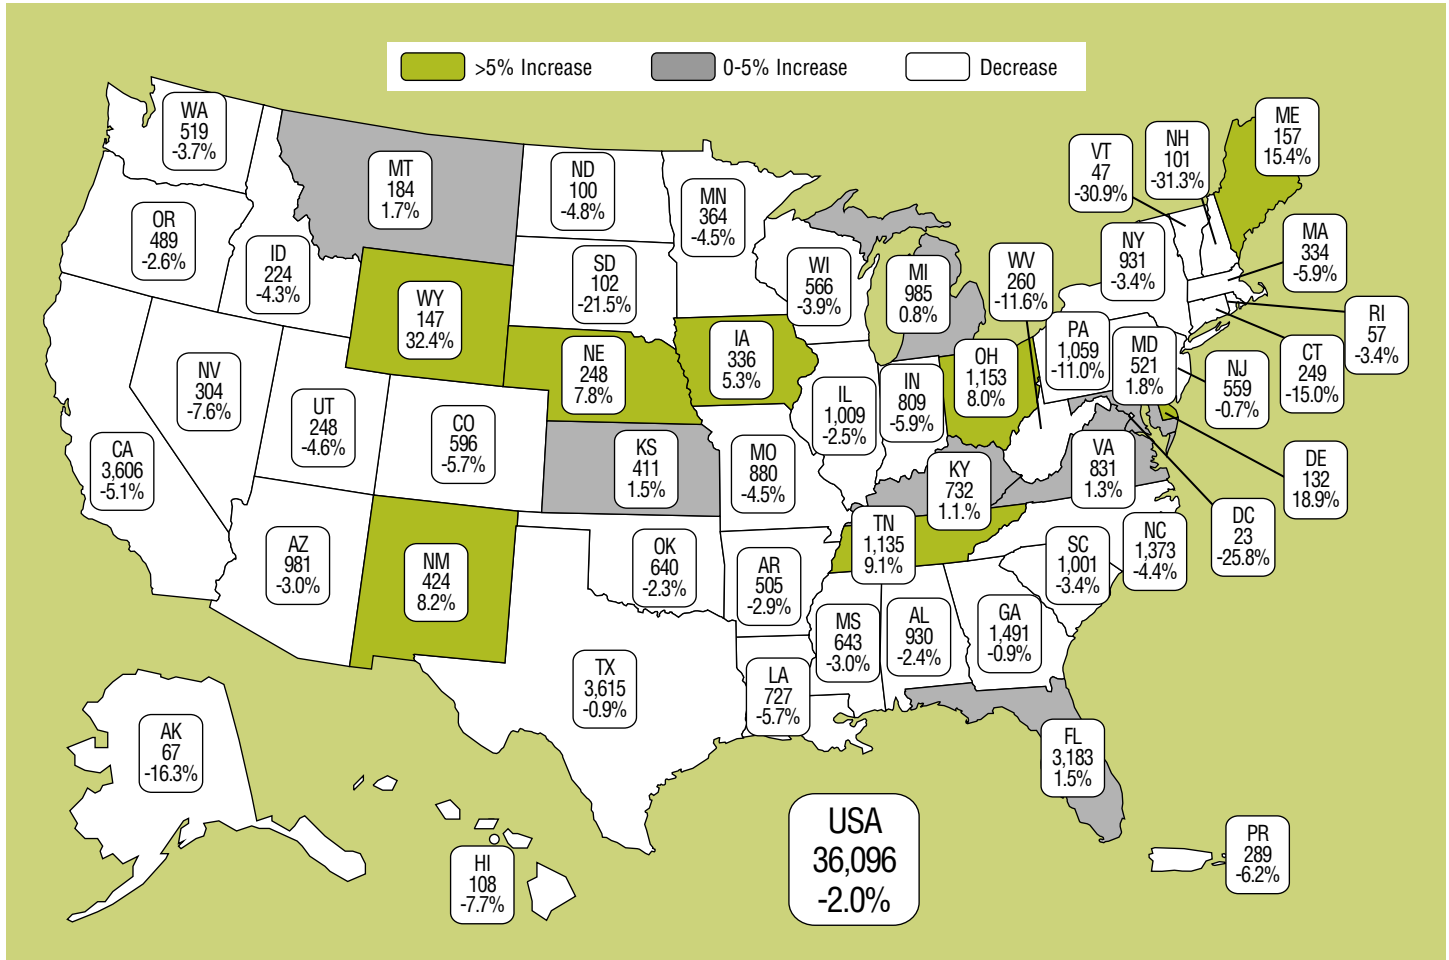 >5% Increase
0-5% Increase
Decrease
WA
519
-3.7%
OR
489
-2.6%
CA
3,606
-5.1%
NV
304
-7.6%
ID
224
-4.3%
MT
184
1.7%
WY
147
32.4%
UT
248
-4.6%
CO
596
-5.7%
AZ
981
-3.0%
NM
424
8.2%
ND
100
-4.8%
SD
102
-21.5%
NE
248
7.8%
KS
411
1.5%
OK
640
-2.3%
TX
3,615
-0.9%
MN
364
-4.5%
IA
336
5.3%
MO
880
-4.5%
AR
505
-2.9%
LA
727
-5.7%
WI
566
-3.9%
IL
1,009
-2.5%
MI
985
0.8%
IN
809
-5.9%
OH
1,153
8.0%
KY
732
1.1.%
TN
1,135
9.1%
MS
643
-3.0%
AL
930
-2.4%
GA
1,491
-0.9%
FL
3,183
1.5%
SC
1,001
-3.4%
NC
1,373
-4.4%
VA
831
1.3%
WV
260
-11.6%
PA
1,059
-11.0%
MD
521
1.8%
NY
931
-3.4%
VT
47
-30.9%
NH
101
-31.3%
ME
157
15.4%
MA
334
-5.9%
RI
57
-3.4%
CT
249
-15.0%
NJ
559
-0.7%
DE
132
18.9%
DC
23
-25.8%
AK
67
-16.3%
HI
108
-7.7%
USA
36,096
-2.0%
PR
289
-6.2%